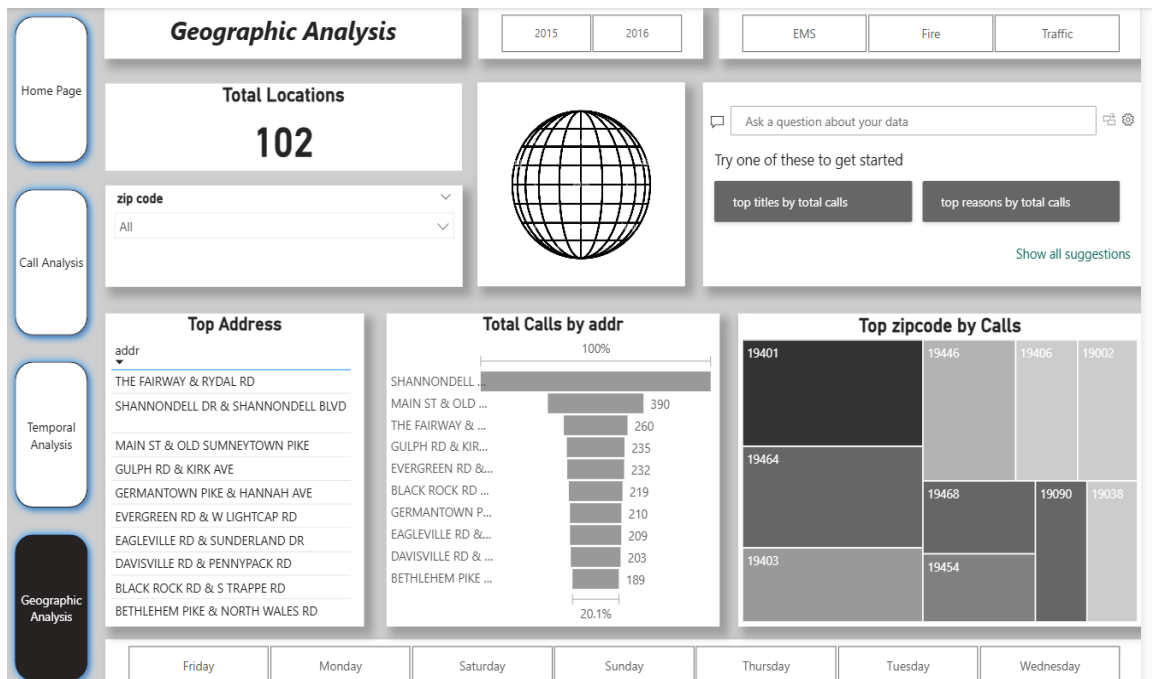 Geographic Analysis
2015
2016
EMS
Fire
Traffic
Home Page
Call Analysis
Temporal
Analysis
Geographic
Analysis
Total Locations
102
zip code
All
Ask a question about your data
Try one of these to get started
top titles by total calls
top reasons by total calls
Show all suggestions
Top Address
addr
THE FAIRWAY & RYDAL RD
SHANNONDELL DR & SHANNONDELL BLVD
MAIN ST & OLD SUMNEYTOWN PIKE
GULPH RD & KIRK AVE
GERMANTOWN PIKE & HANNAH AVE
EVERGREEN RD & W LIGHTCAP RD
EAGLEVILLE RD & SUNDERLAND DR
DAVISVILLE RD & PENNYPACK RD
BLACK ROCK RD & S TRAPPE RD
BETHLEHEM PIKE & NORTH WALES RD
Total Calls by addr
100%
SHANNONDELL ...
MAIN ST & OLD ... 390
THE FAIRWAY & ... 260
GULPH RD & KIR... 235
EVERGREEN RD &... 232
BLACK ROCK RD ... 219
GERMANTOWN P... 210
EAGLEVILLE RD &... 209
DAVISVILLE RD &... 203
BETHLEHEM PIKE ... 189
20.1%
Top zipcode by Calls
19401
19446
19406
19002
19464
19468
19090
19038
19403
19454
Friday
Monday
Saturday
Sunday
Thursday
Tuesday
Wednesday